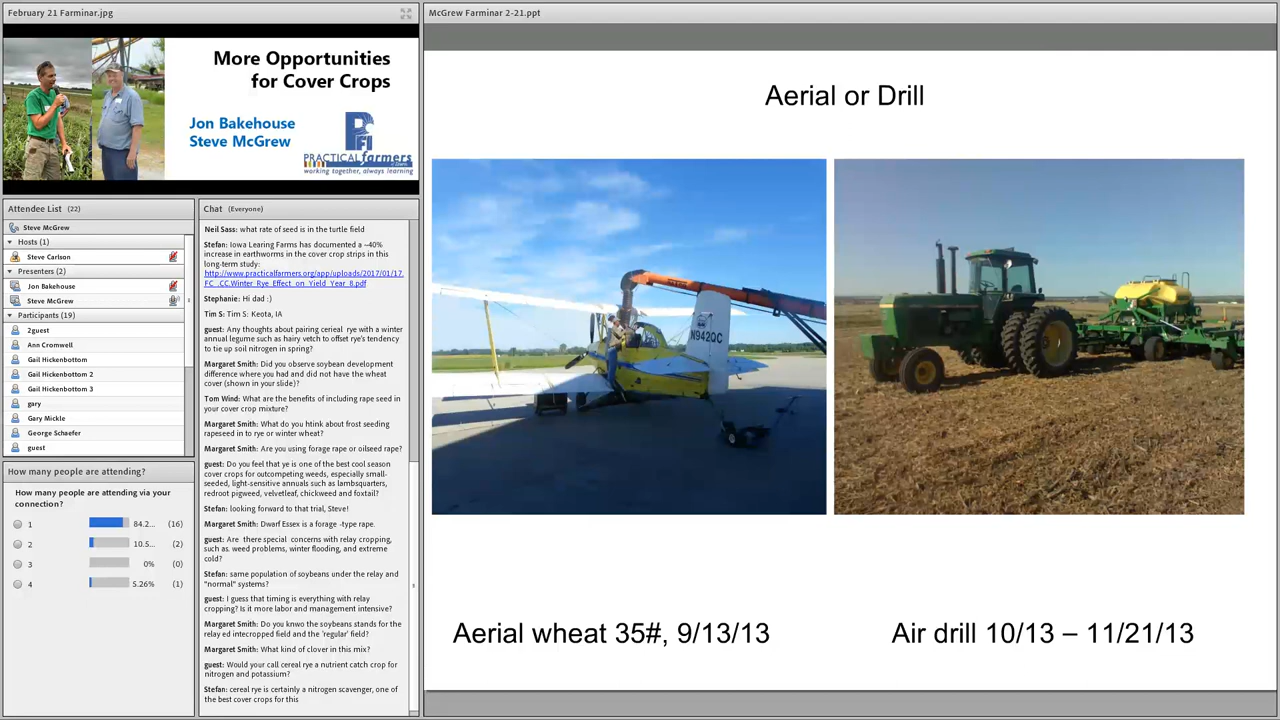 February 21 Farminar.jpg
More Opportunities
for Cover Crops
Jon Bakehouse
Steve McGrew
PFI
PRACTICAL farmers
working together, always learning
Attendee List (22)
Steve McGrew
Hosts (1)
Steve Carlson
Presenters (2)
Jon Bakehouse
Steve McGrew
Participants (19)
2guest
Ann Cromwell
Gail Hickenbottom
Gail Hickenbottom 2
Gail Hickenbottom 3
gary
Gary Mickle
George Schaefer
guest
How many people are attending?
How many people are attending via your
connection?
1 84.2... (16)
2 10.5... (2)
3 0% (0)
4 5.26% (1)
Chat (Everyone)
Neil Sass: what rate of seed is in the turtle field
Stefan: Iowa Learing Farms has documented a ~40%
increase in earthworms in the cover crop strips in this
long-term study:
http://www.practicalfarmers.org/app/uploads/2017/01/17.
FC_.CC.Winter_Rye_Effect_on_Yield_Year_8.pdf
Stephanie: Hi dad :)
Tim S: Tim S: Keota, IA
guest: Any thoughts about pairing cerieal rye with a winter
annual legume such as hairy vetch to offset rye's tendency
to tie up soil nitrogen in spring?
Margaret Smith: Did you observe soybean development
difference where you had and did not have the wheat
cover (shown in your slide)?
Tom Wind: What are the benefits of including rape seed in
your cover crop mixture?
Margaret Smith: What do you htink about frost seeding
rapeseed in to rye or winter wheat?
Margaret Smith: Are you using forage rape or oilseed rape?
guest: Do you feel that ye is one of the best cool season
cover crops for outcompeting weeds, especially small-
seeded, light-sensitive annuals such as lambsquarters,
redroot pigweed, velvetleaf, chickweed and foxtail?
Stefan: looking forward to that trial, Steve!
Margaret Smith: Dwarf Essex is a forage -type rape.
guest: Are there special concerns with relay cropping,
such as. weed problems, winter flooding, and extreme
cold?
Stefan: same population of soybeans under the relay and
"normal" systems?
guest: I guess that timing is everything with relay
cropping? Is it more labor and management intensive?
Margaret Smith: Do you knwo the soybeans stands for the
relay ed intercropped field and the 'regular' field?
Margaret Smith: What kind of clover in this mix?
guest: Would your call cereal rye a nutrient catch crop for
nitrogen and potassium?
Stefan: cereal rye is certainly a nitrogen scavenger, one of
the best cover crops for this
McGrew Farminar 2-21.ppt
Aerial or Drill
N942QC
Aerial wheat 35#, 9/13/13
Air drill 10/13 – 11/21/13